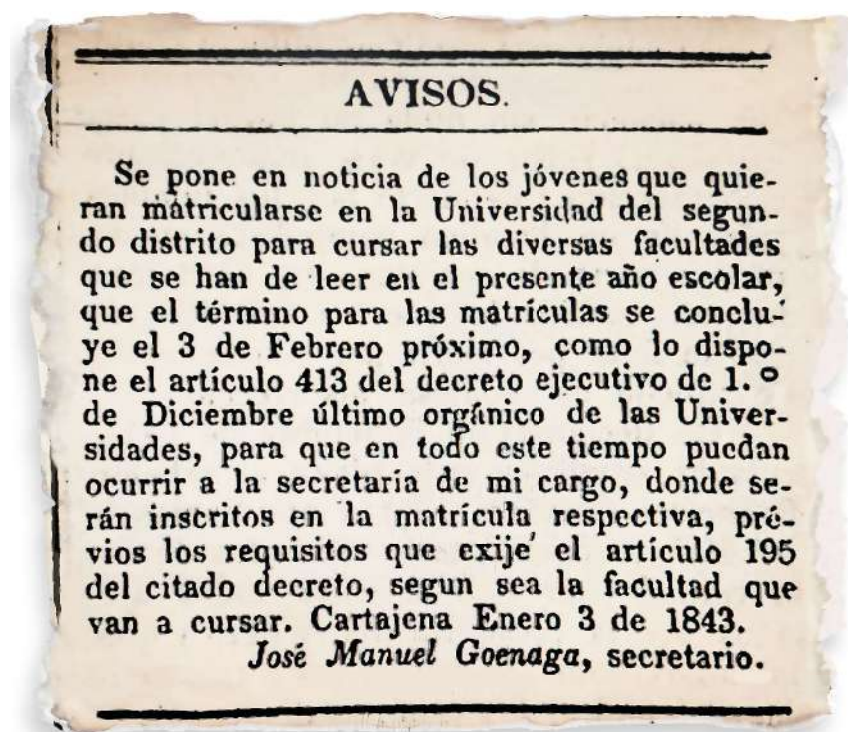 AVISOS.
Se pone en noticia de los jóvenes que quie-
ran matricularse en la Universidad del segun-
do distrito para cursar las diversas facultades
que se han de leer en el presente año escolar,
que el término para las matrículas se conclu-
ye el 3 de Febrero próximo, como lo dispo-
ne el artículo 413 del decreto ejecutivo de 1.º
de Diciembre último orgánico de las Univer-
sidades, para que en todo este tiempo puedan
ocurrir a la secretaría de mi cargo, donde se-
rán inscritos en la matrícula respectiva, pré-
vios los requisitos que exije el artículo 195
del citado decreto, segun sea la facultad que
van a cursar. Cartajena Enero 3 de 1843.
José Manuel Goenaga, secretario.